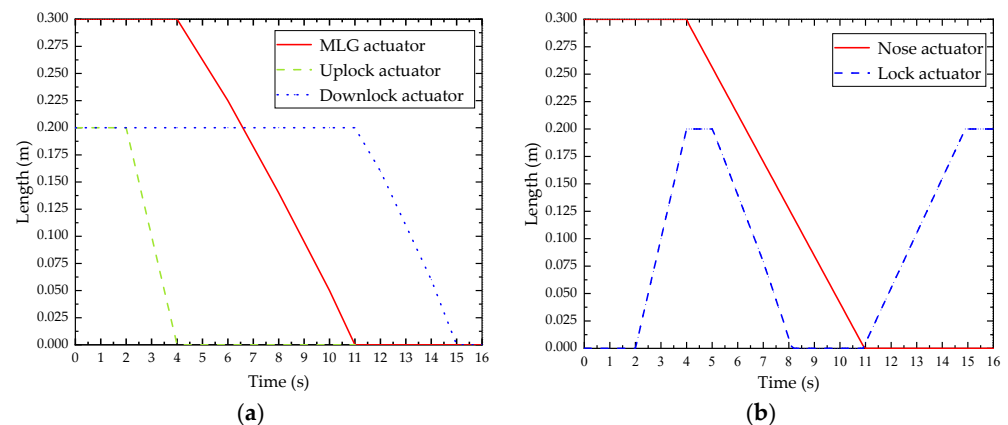 0.300
0.275
0.250
0.225
0.200
0.175
0.150
0.125
0.100
0.075
0.050
0.025
0.000
Length (m)
MLG actuator
Uplock actuator
Downlock actuator
0 1 2 3 4 5 6 7 8 9 10 11 12 13 14 15 16
Time (s)
(a)
0.300
0.275
0.250
0.225
0.200
0.175
0.150
0.125
0.100
0.075
0.050
0.025
0.000
Length (m)
Nose actuator
Lock actuator
0 1 2 3 4 5 6 7 8 9 10 11 12 13 14 15 16
Time (s)
(b)